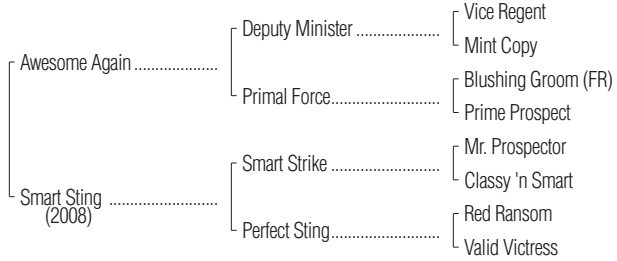 Vice Regent
Deputy Minister ....................
Mint Copy
Awesome Again ....................
Blushing Groom (FR)
Primal Force..........................
Prime Prospect
Mr. Prospector
Smart Strike ..........................
Classy 'n Smart
Smart Sting ..........................
(2008)
Red Ransom
Perfect Sting..........................
Valid Victress